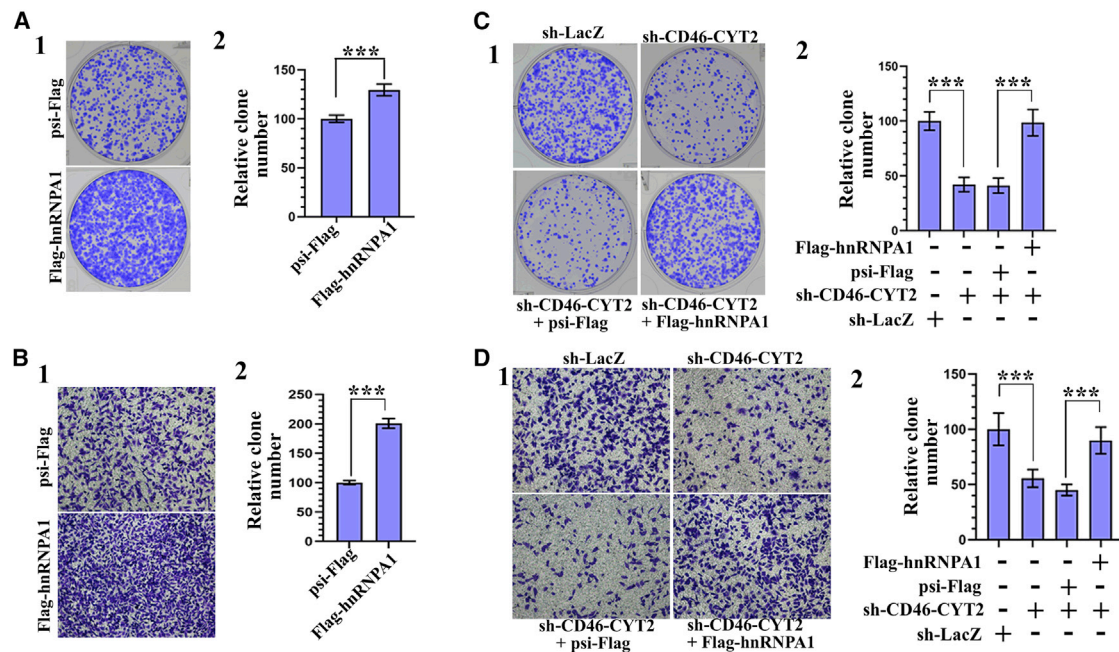 A
1
psi-Flag
Flag-hnRNPA1
2
***
Relative clone
number
150
100
50
0
psi-Flag
Flag-hnRNPA1
B
1
psi-Flag
Flag-hnRNPA1
2
***
Relative clone
number
250
200
150
100
50
0
psi-Flag
Flag-hnRNPA1
C
1
sh-LacZ sh-CD46-CYT2
sh-CD46-CYT2 sh-CD46-CYT2
+ psi-Flag + Flag-hnRNPA1
2
*** ***
Relative clone
number
150
100
50
0
Flag-hnRNPA1 - - - +
psi-Flag - - + -
sh-CD46-CYT2 - + + +
sh-LacZ + - - -
D
1
sh-LacZ sh-CD46-CYT2
sh-CD46-CYT2 sh-CD46-CYT2
+ psi-Flag + Flag-hnRNPA1
2
*** ***
Relative clone
number
150
100
50
0
Flag-hnRNPA1 - - - +
psi-Flag - - + -
sh-CD46-CYT2 - + + +
sh-LacZ + - - -